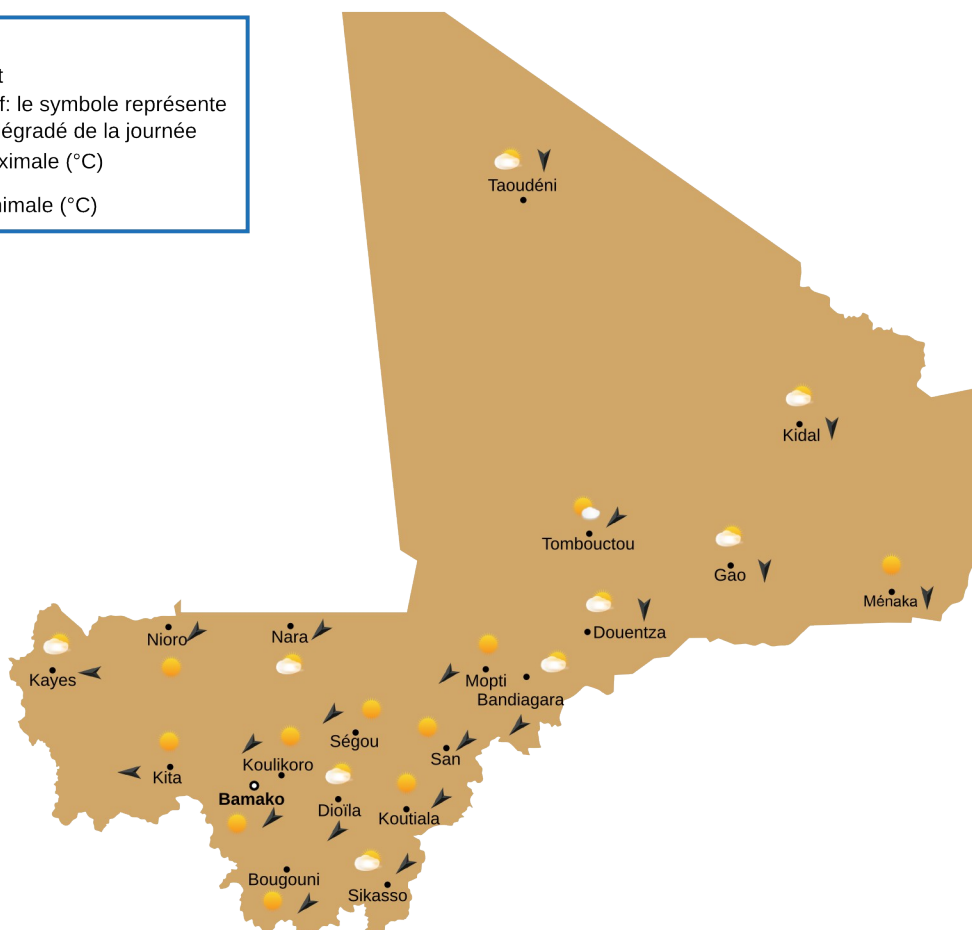 t
f: le symbole représente
égradé de la journée
ximale (°C)
imale (°C)
Taoudéni
Kidal
Tombouctou
Gao
Ménaka
Douentza
Nioro
Nara
Kayes
Mopti
Bandiagara
Ségou
San
Koulikoro
Kita
Bamako
Dioïla
Koutiala
Bougouni
Sikasso